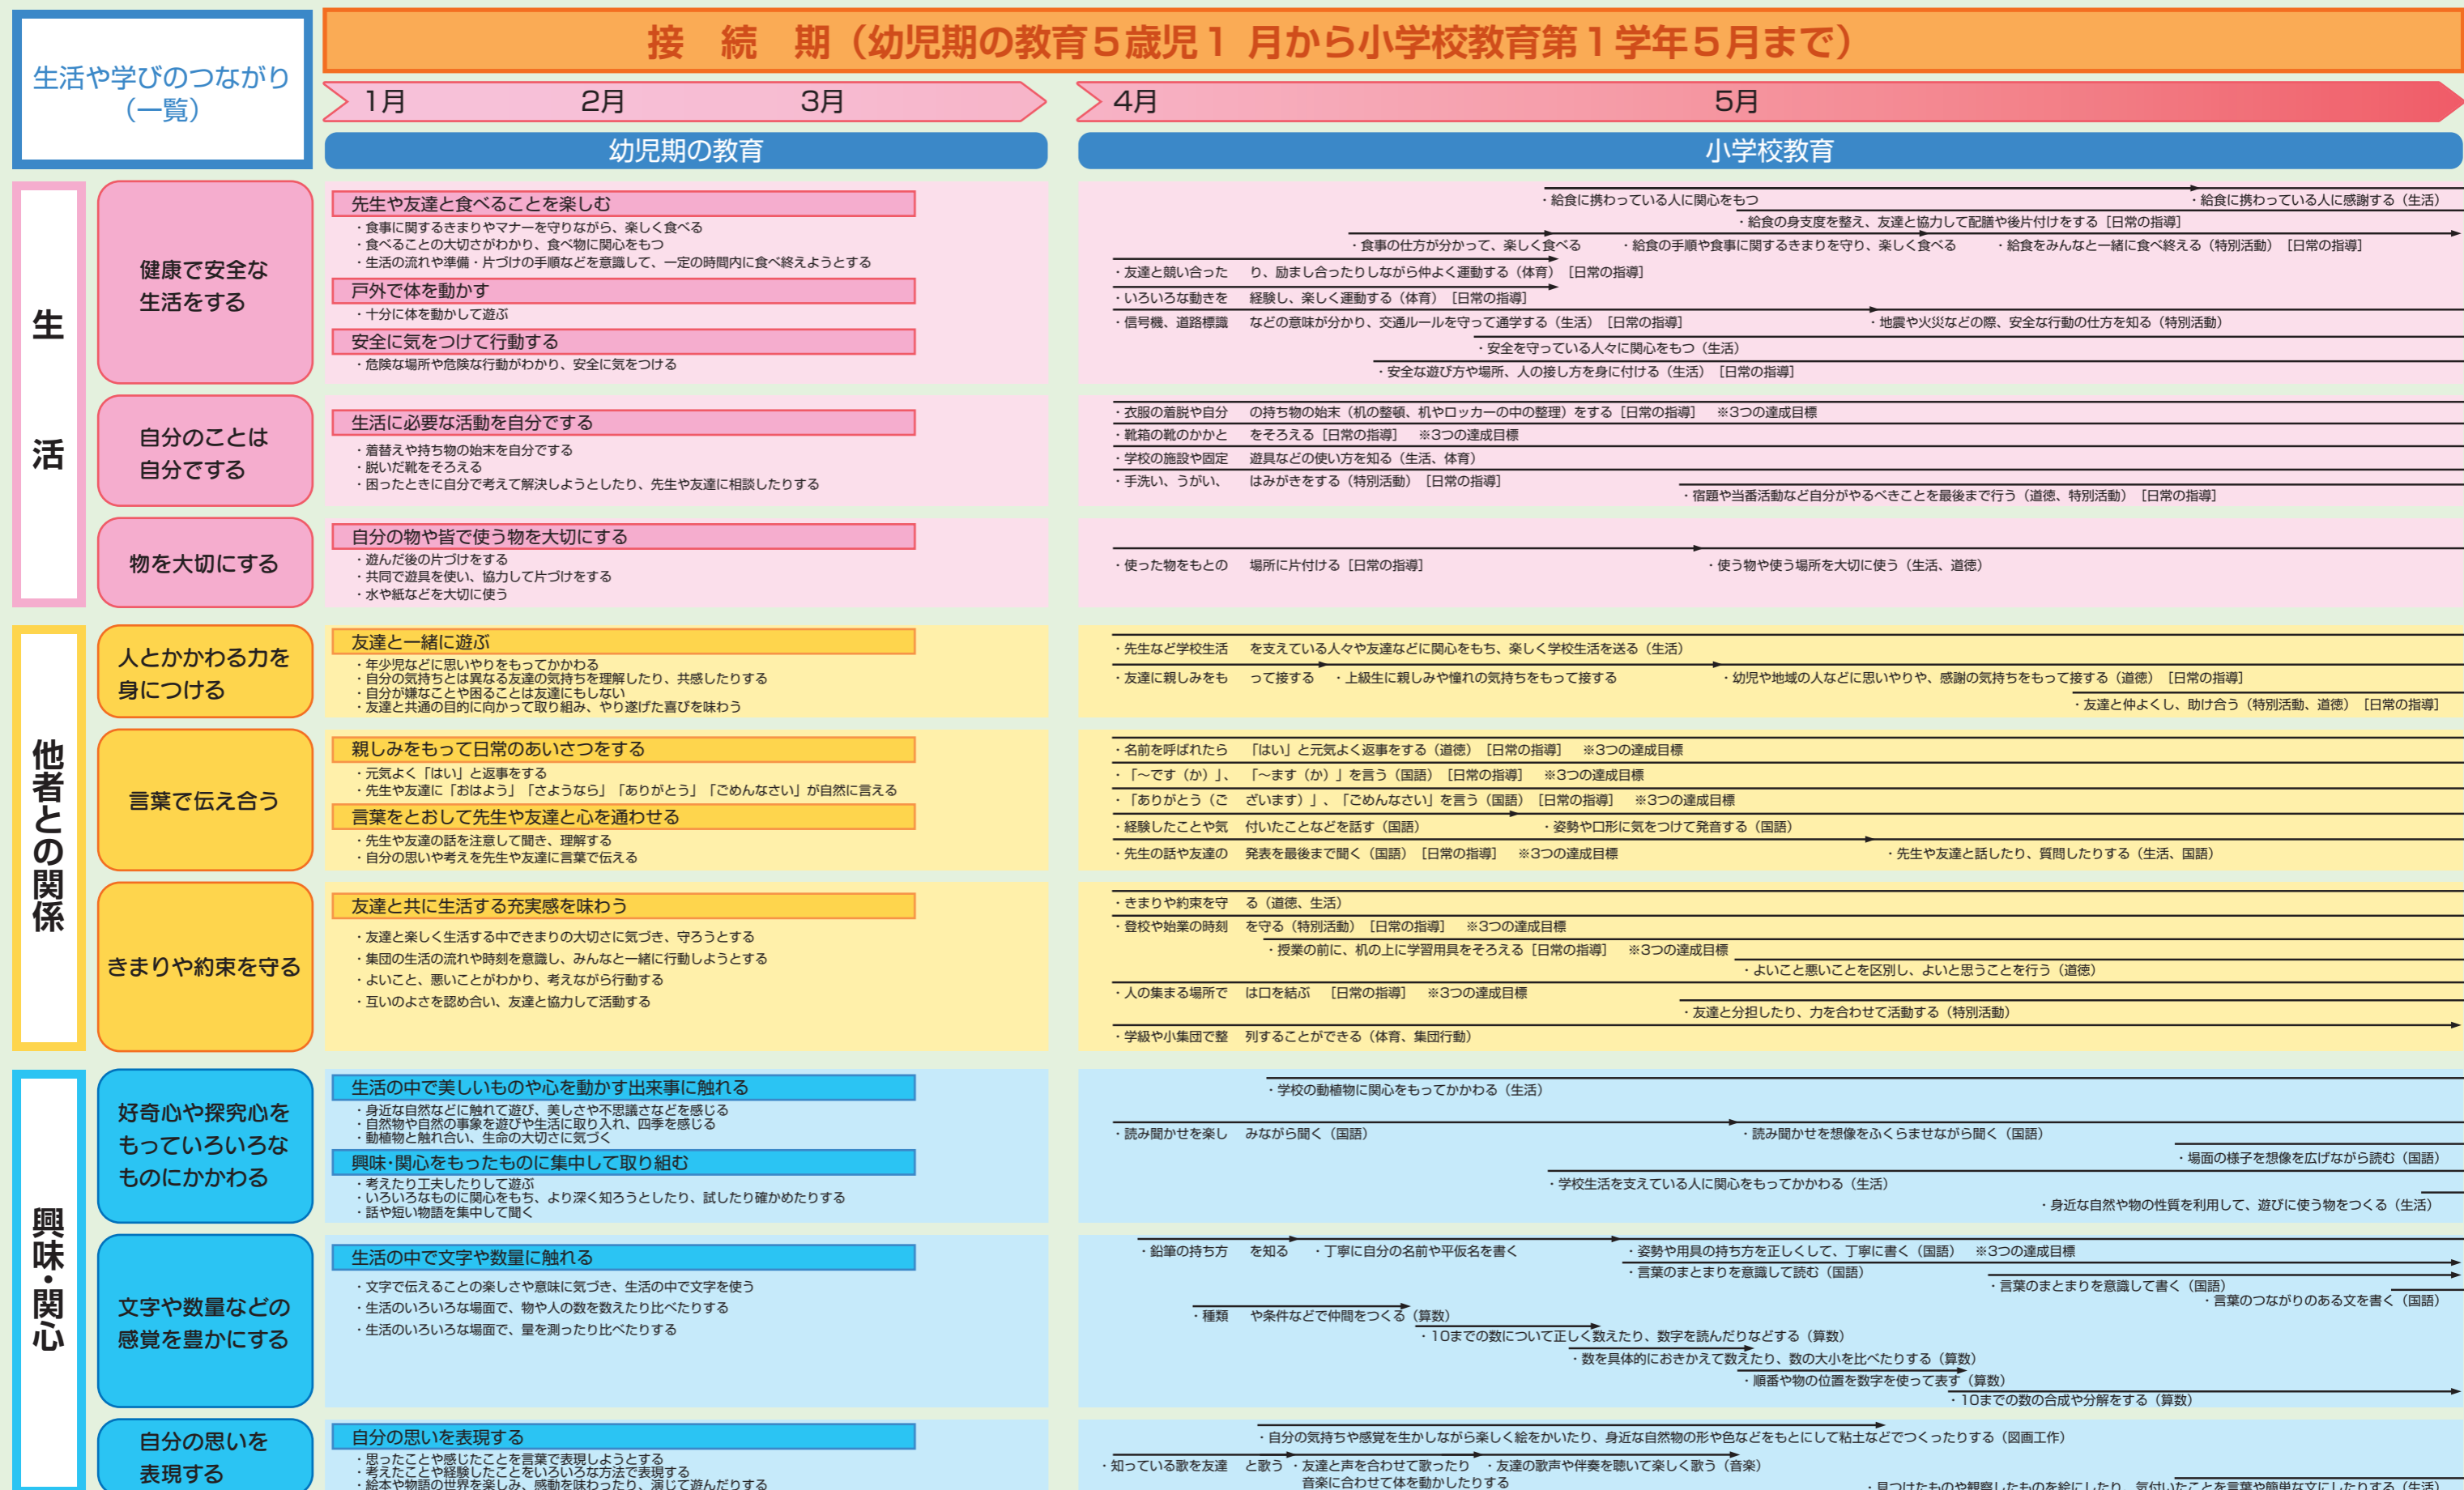 生活や学びのつながり
（一覧）
接　続　期（幼児期の教育５歳児１ 月から小学校教育第１学年５月まで）
1月
2月
3月
4月
5月
幼児期の教育
小学校教育
生活
健康で安全な
生活をする
先生や友達と食べることを楽しむ
・食事に関するきまりやマナーを守りながら、楽しく食べる
・食べることの大切さがわかり、食べ物に関心をもつ
・生活の流れや準備・片づけの手順などを意識して、一定の時間内に食べ終えようとする
戸外で体を動かす
・十分に体を動かして遊ぶ
安全に気をつけて行動する
・危険な場所や危険な行動がわかり、安全に気をつける
・給食に携わっている人に関心をもつ
・給食に携わっている人に感謝する（生活）
・給食の身支度を整え、友達と協力して配膳や後片付けをする［日常の指導］
・食事の仕方が分かって、楽しく食べる
・給食の手順や食事に関するきまりを守り、楽しく食べる
・給食をみんなと一緒に食べ終える（特別活動）［日常の指導］
・友達と競い合った　り、励まし合ったりしながら仲よく運動する（体育）［日常の指導］
・いろいろな動きを　経験し、楽しく運動する（体育）［日常の指導］
・信号機、道路標識　などの意味が分かり、交通ルールを守って通学する（生活）［日常の指導］
・地震や火災などの際、安全な行動の仕方を知る（特別活動）
・安全を守っている人々に関心をもつ（生活）
・安全な遊び方や場所、人の接し方を身に付ける（生活）［日常の指導］
自分のことは
自分でする
生活に必要な活動を自分でする
・着替えや持ち物の始末を自分でする
・脱いだ靴をそろえる
・困ったときに自分で考えて解決しようとしたり、先生や友達に相談したりする
・衣服の着脱や自分　の持ち物の始末（机の整頓、机やロッカーの中の整理）をする［日常の指導］　※3つの達成目標
・靴箱の靴のかかと　をそろえる［日常の指導］　※3つの達成目標
・学校の施設や固定　遊具などの使い方を知る（生活、体育）
・手洗い、うがい、　はみがきをする（特別活動）［日常の指導］
・宿題や当番活動など自分がやるべきことを最後まで行う（道徳、特別活動）［日常の指導］
物を大切にする
自分の物や皆で使う物を大切にする
・遊んだ後の片づけをする
・共同で遊具を使い、協力して片づけをする
・水や紙などを大切に使う
・使った物をもとの　場所に片付ける［日常の指導］
・使う物や使う場所を大切に使う（生活、道徳）
他者との関係
人とかかわる力を
身につける
友達と一緒に遊ぶ
・年少児などに思いやりをもってかかわる
・自分の気持ちとは異なる友達の気持ちを理解したり、共感したりする
・自分が嫌なことや困ることは友達にもしない
・友達と共通の目的に向かって取り組み、やり遂げた喜びを味わう
・先生など学校生活　を支えている人々や友達などに関心をもち、楽しく学校生活を送る（生活）
・友達に親しみをも　って接する
・上級生に親しみや憧れの気持ちをもって接する
・幼児や地域の人などに思いやりや、感謝の気持ちをもって接する（道徳）［日常の指導］
・友達と仲よくし、助け合う（特別活動、道徳）［日常の指導］
言葉で伝え合う
親しみをもって日常のあいさつをする
・元気よく「はい」と返事をする
・先生や友達に「おはよう」「さようなら」「ありがとう」「ごめんなさい」が自然に言える
言葉をとおして先生や友達と心を通わせる
・先生や友達の話を注意して聞き、理解する
・自分の思いや考えを先生や友達に言葉で伝える
・名前を呼ばれたら　「はい」と元気よく返事をする（道徳）［日常の指導］　※3つの達成目標
・「〜です（か）」、　「〜ます（か）」を言う（国語）［日常の指導］　※3つの達成目標
・「ありがとう（ご　ざいます）」、「ごめんなさい」を言う（国語）［日常の指導］　※3つの達成目標
・経験したことや気　付いたことなどを話す（国語）
・姿勢や口形に気をつけて発音する（国語）
・先生の話や友達の　発表を最後まで聞く（国語）［日常の指導］　※3つの達成目標
・先生や友達と話したり、質問したりする（生活、国語）
きまりや約束を守る
友達と共に生活する充実感を味わう
・友達と楽しく生活する中できまりの大切さに気づき、守ろうとする
・集団の生活の流れや時刻を意識し、みんなと一緒に行動しようとする
・よいこと、悪いことがわかり、考えながら行動する
・互いのよさを認め合い、友達と協力して活動する
・きまりや約束を守　る（道徳、生活）
・登校や始業の時刻　を守る（特別活動）［日常の指導］　※3つの達成目標
・授業の前に、机の上に学習用具をそろえる［日常の指導］　※3つの達成目標
・よいこと悪いことを区別し、よいと思うことを行う（道徳）
・人の集まる場所で　は口を結ぶ　［日常の指導］　※3つの達成目標
・友達と分担したり、力を合わせて活動する（特別活動）
・学級や小集団で整　列することができる（体育、集団行動）
興味・関心
好奇心や探究心を
もっていろいろな
ものにかかわる
生活の中で美しいものや心を動かす出来事に触れる
・身近な自然などに触れて遊び、美しさや不思議さなどを感じる
・自然物や自然の事象を遊びや生活に取り入れ、四季を感じる
・動植物と触れ合い、生命の大切さに気づく
興味・関心をもったものに集中して取り組む
・考えたり工夫したりして遊ぶ
・いろいろなものに関心をもち、より深く知ろうとしたり、試したり確かめたりする
・話や短い物語を集中して聞く
・学校の動植物に関心をもってかかわる（生活）
・読み聞かせを楽し　みながら聞く（国語）
・読み聞かせを想像をふくらませながら聞く（国語）
・場面の様子を想像を広げながら読む（国語）
・学校生活を支えている人に関心をもってかかわる（生活）
・身近な自然や物の性質を利用して、遊びに使う物をつくる（生活）
文字や数量などの
感覚を豊かにする
生活の中で文字や数量に触れる
・文字で伝えることの楽しさや意味に気づき、生活の中で文字を使う
・生活のいろいろな場面で、物や人の数を数えたり比べたりする
・生活のいろいろな場面で、量を測ったり比べたりする
・鉛筆の持ち方　を知る
・丁寧に自分の名前や平仮名を書く
・姿勢や用具の持ち方を正しくして、丁寧に書く（国語）　※3つの達成目標
・言葉のまとまりを意識して読む（国語）
・言葉のまとまりを意識して書く（国語）
・言葉のつながりのある文を書く（国語）
・種類　や条件などで仲間をつくる（算数）
・10までの数について正しく数えたり、数字を読んだりなどする（算数）
・数を具体的におきかえて数えたり、数の大小を比べたりする（算数）
・順番や物の位置を数字を使って表す（算数）
・10までの数の合成や分解をする（算数）
自分の思いを
表現する
自分の思いを表現する
・思ったことや感じたことを言葉で表現しようとする
・考えたことや経験したことをいろいろな方法で表現する
・絵本や物語の世界を楽しみ、感動を味わったり、演じて遊んだりする
・自分の気持ちや感覚を生かしながら楽しく絵をかいたり、身近な自然物の形や色などをもとにして粘土などでつくったりする（図画工作）
・知っている歌を友達　と歌う
・友達と声を合わせて歌ったり
音楽に合わせて体を動かしたりする
・友達の歌声や伴奏を聴いて楽しく歌う（音楽）
・見つけたものや観察したものを絵にしたり、気付いたことを言葉や簡単な文にしたりする（生活）